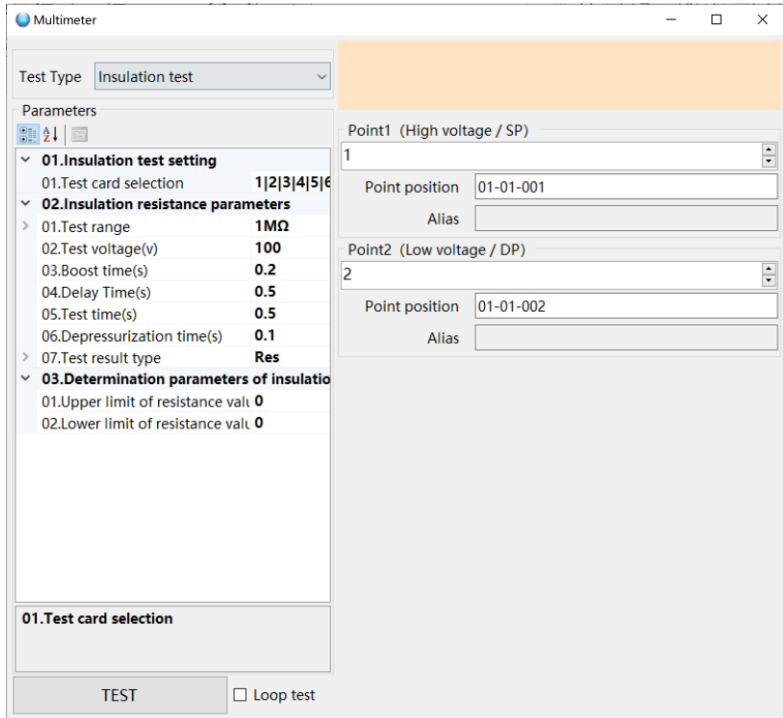 Multimeter
Test Type Insulation test
Parameters
01.Insulation test setting
01.Test card selection 1|2|3|4|5|6
02.Insulation resistance parameters
01.Test range 1MΩ
02.Test voltage(v) 100
03.Boost time(s) 0.2
04.Delay Time(s) 0.5
05.Test time(s) 0.5
06.Depressurization time(s) 0.1
07.Test result type Res
03.Determination parameters of insulatio
01.Upper limit of resistance valu 0
02.Lower limit of resistance valu 0
01.Test card selection
TEST Loop test
Point1 (High voltage / SP)
1
Point position 01-01-001
Alias
Point2 (Low voltage / DP)
2
Point position 01-01-002
Alias